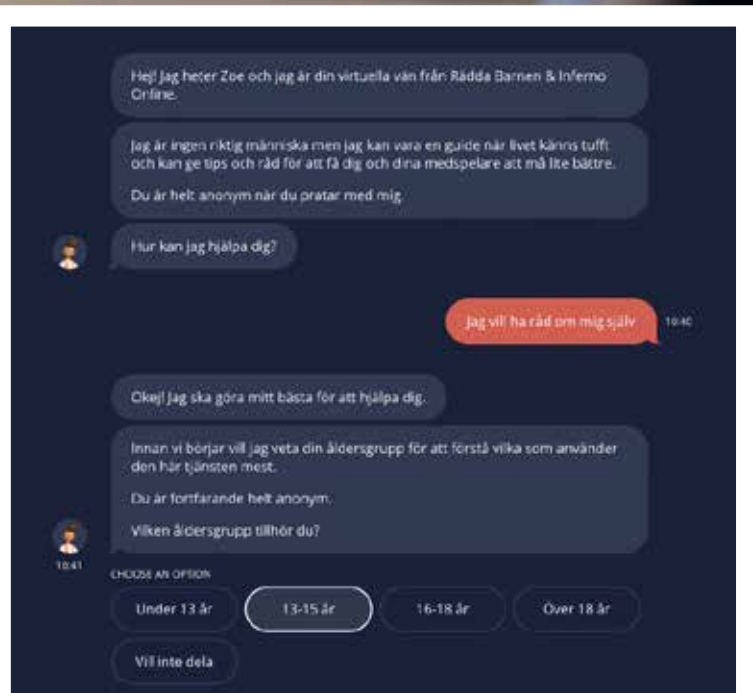 Hej! Jag heter Zoe och jag är din virtuella vän från Rädda Barnen & Inferno
Online.
Jag är ingen riktig människa men jag kan vara en guide när livet känns tufft
och kan ge tips och råd för att få dig och dina medspelare att må lite bättre.
Du är helt anonym när du pratar med mig.
Hur kan jag hjälpa dig?
Jag vill ha råd om mig själv
10:40
Okej! Jag ska göra mitt bästa för att hjälpa dig.
Innan vi börjar vill jag veta din åldersgrupp för att förstå vilka som använder
den här tjänsten mest.
Du är fortfarande helt anonym.
Vilken åldersgrupp tillhör du?
10:41
CHOOSE AN OPTION
Under 13 år
13-15 år
16-18 år
Över 18 år
Vill inte dela